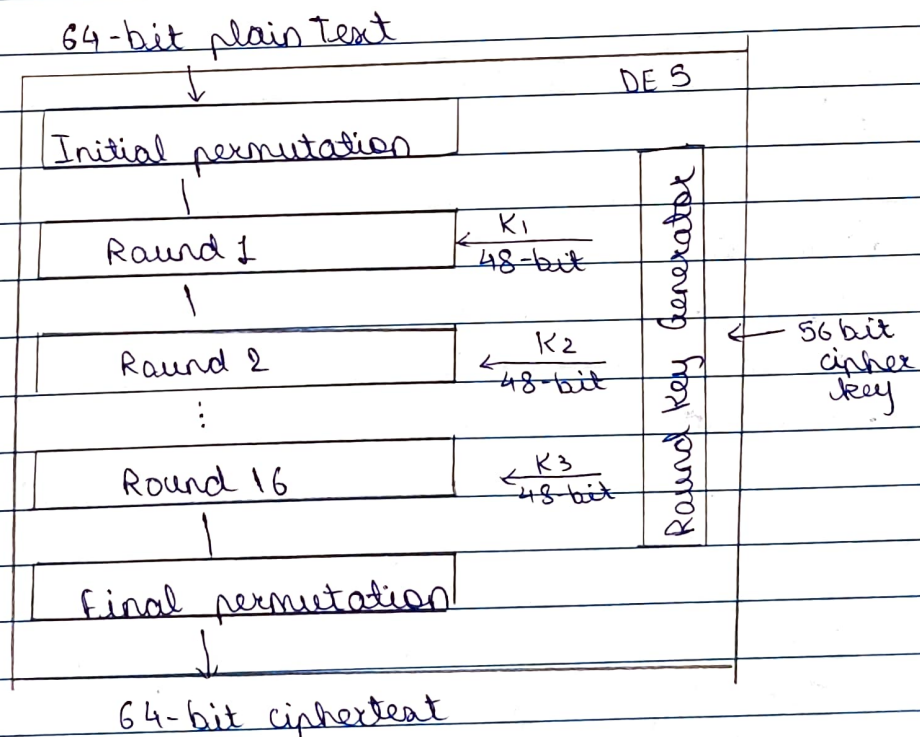 64-bit plain Text
DES
Initial permutation
Round 1
K1
48-bit
Round 2
K2
48-bit
⋮
Round 16
K3
48-bit
Round Key Generator
56 bit
cipher
key
Final permutation
64-bit ciphertext